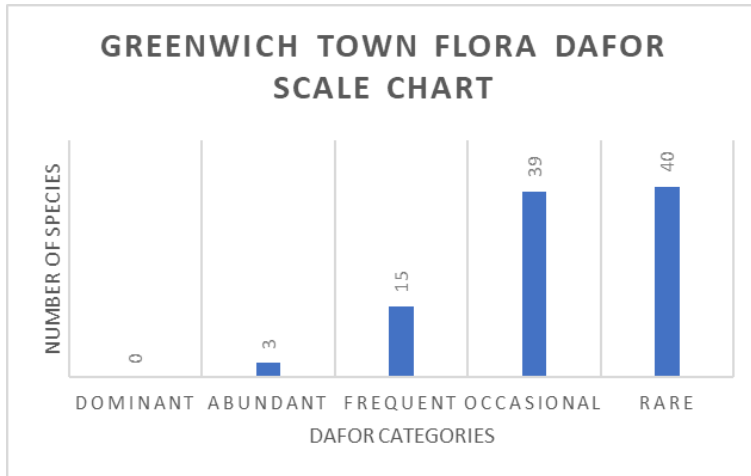 GREENWICH TOWN FLORA DAFOR
SCALE CHART
NUMBER OF SPECIES
0
3
15
39
40
DOMINANT
ABUNDANT
FREQUENT
OCCASIONAL
RARE
DAFOR CATEGORIES